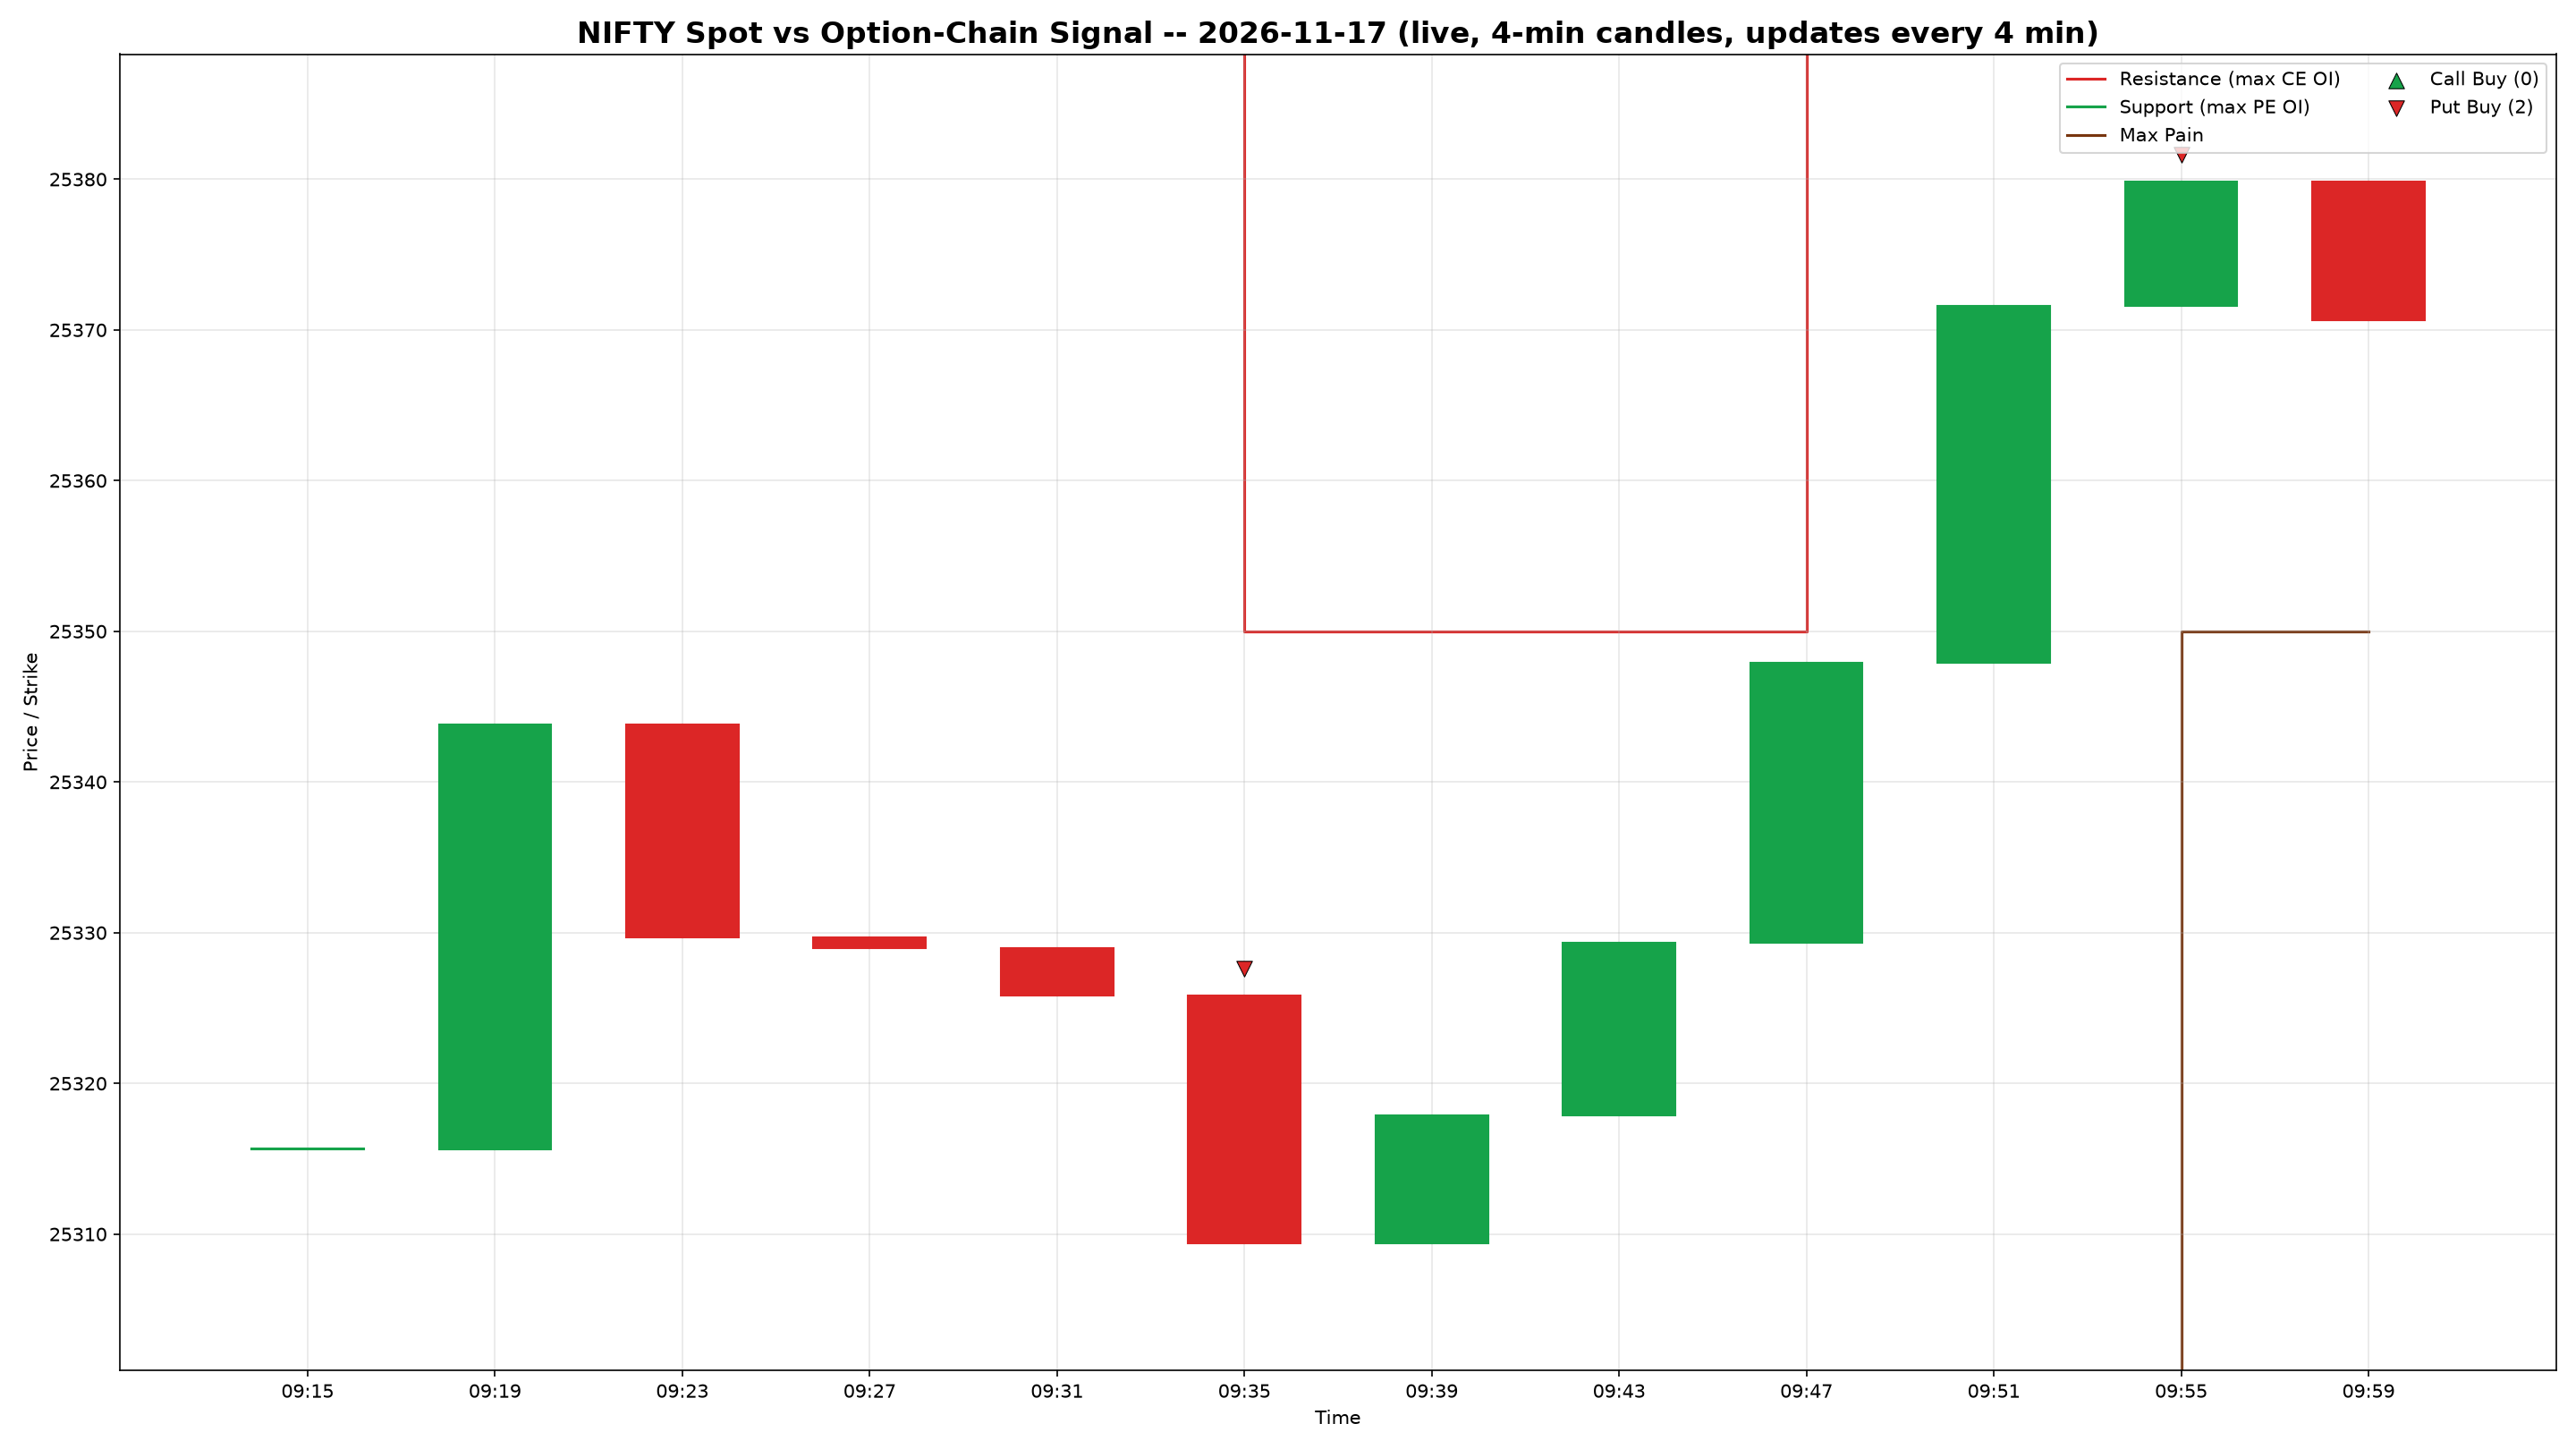 NIFTY Spot vs Option-Chain Signal -- 2026-11-17 (live, 4-min candles, updates every 4 min)
Resistance (max CE OI)
Support (max PE OI)
Max Pain
Call Buy (0)
Put Buy (2)
Price / Strike
25380
25370
25360
25350
25340
25330
25320
25310
09:15 09:19 09:23 09:27 09:31 09:35 09:39 09:43 09:47 09:51 09:55 09:59
Time